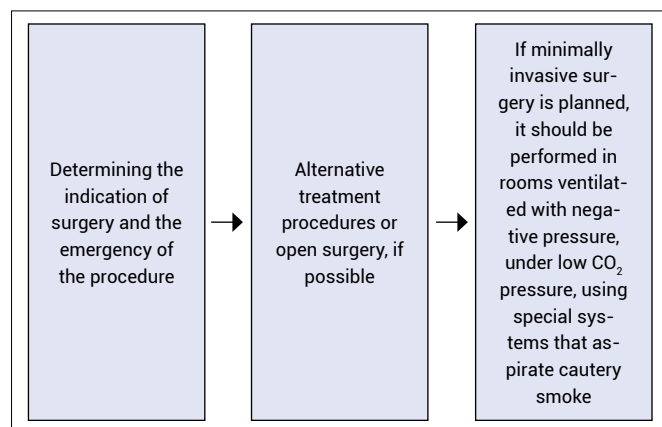 Determining the
indication of
surgery and the
emergency of
the procedure
Alternative
treatment
procedures or
open surgery, if
possible
If minimally
invasive sur-
gery is planned,
it should be
performed in
rooms ventilat-
ed with nega-
tive pressure,
under low CO₂
pressure, using
special sys-
tems that as-
pirate cautery
smoke